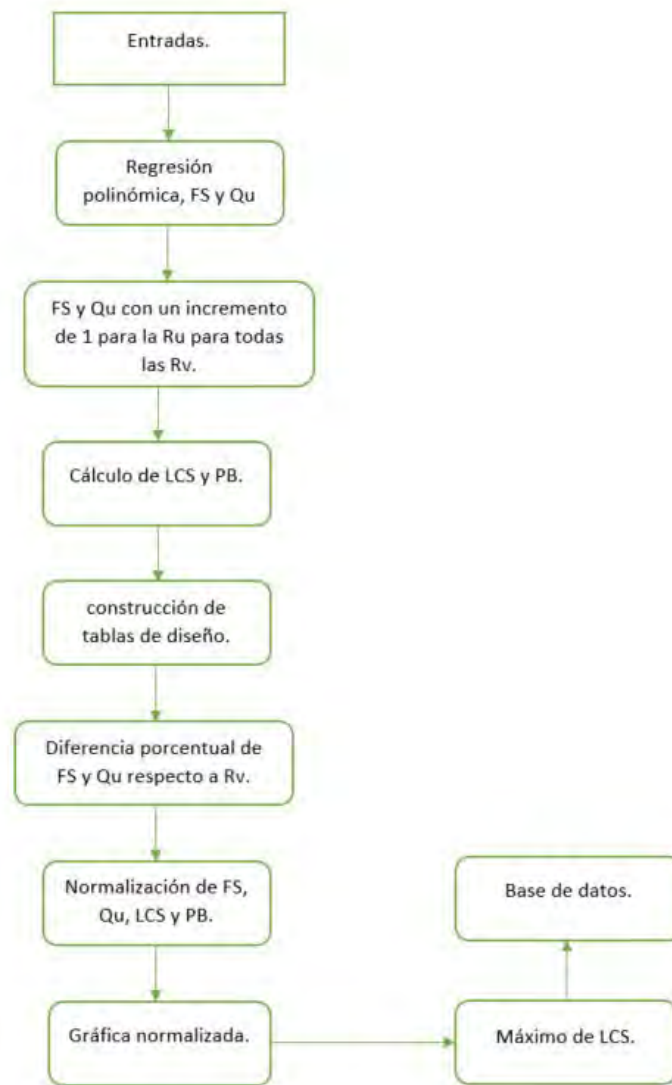 Entradas.
Regresión
polinómica, FS y Qu
FS y Qu con un incremento
de 1 para la Ru para todas
las Rv.
Cálculo de LCS y PB.
construcción de
tablas de diseño.
Diferencia porcentual de
FS y Qu respecto a Rv.
Normalización de FS,
Qu, LCS y PB.
Gráfica normalizada.
Máximo de LCS.
Base de datos.